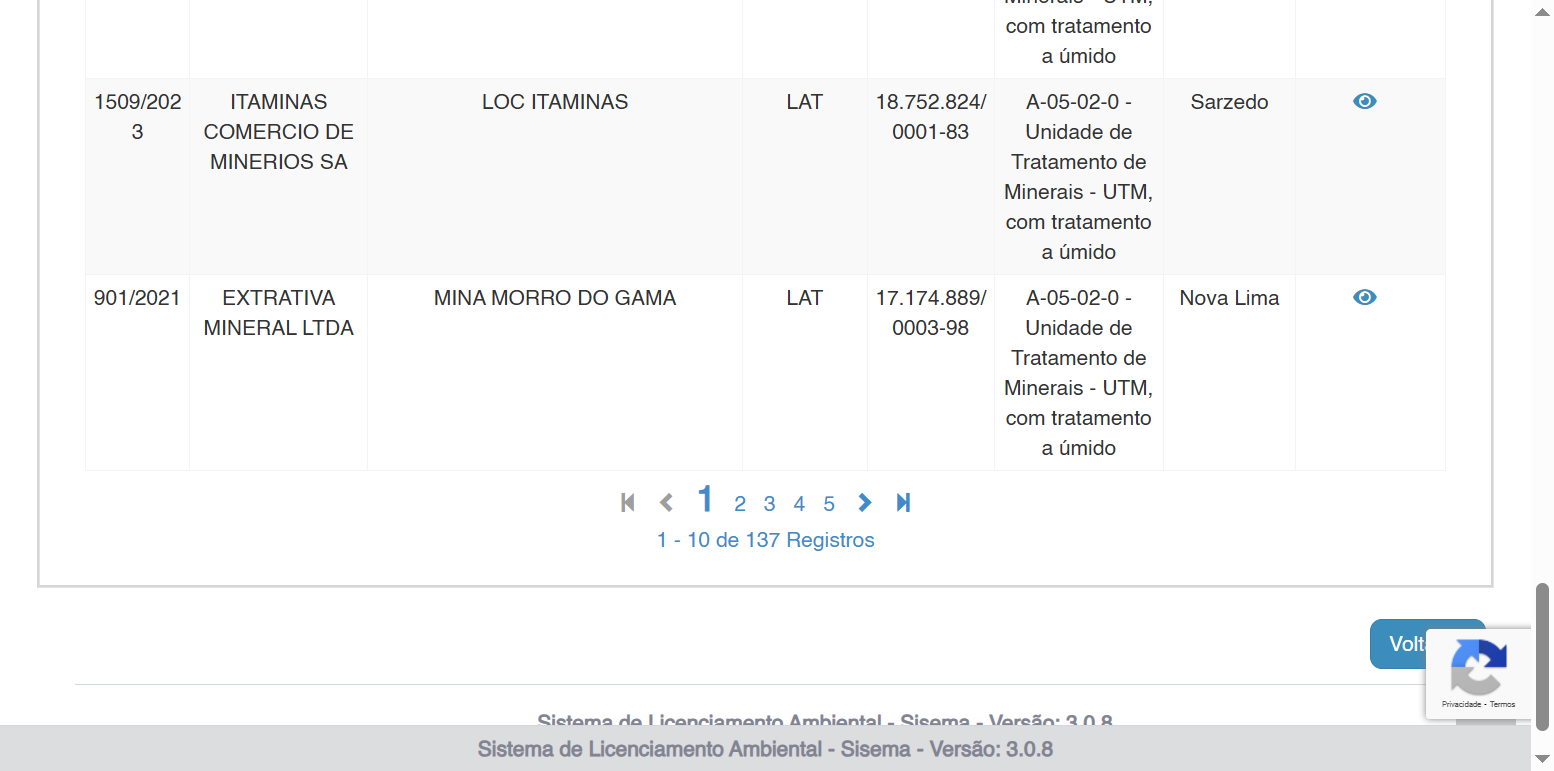 Minerais - UTM,
com tratamento
a úmido
1509/202
3
ITAMINAS
COMERCIO DE
MINERIOS SA
LOC ITAMINAS
LAT
18.752.824/
0001-83
A-05-02-0 -
Unidade de
Tratamento de
Minerais - UTM,
com tratamento
a úmido
Sarzedo
901/2021
EXTRATIVA
MINERAL LTDA
MINA MORRO DO GAMA
LAT
17.174.889/
0003-98
A-05-02-0 -
Unidade de
Tratamento de
Minerais - UTM,
com tratamento
a úmido
Nova Lima
1 2 3 4 5
1 - 10 de 137 Registros
Privacidade - Termos
Sistema de Licenciamento Ambiental - Sisema - Versão: 3.0.8
Sistema de Licenciamento Ambiental - Sisema - Versão: 3.0.8